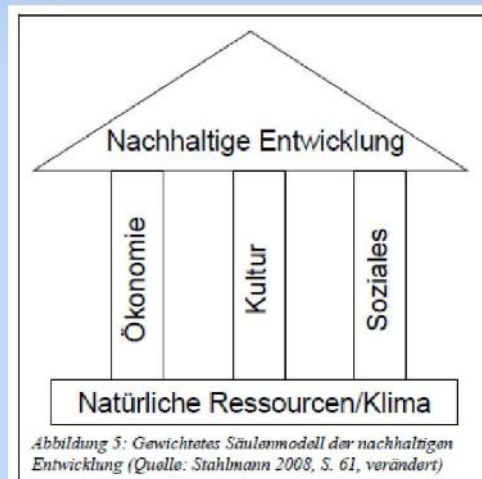 Nachhaltige Entwicklung
Ökonomie
Kultur
Soziales
Natürliche Ressourcen/Klima
Abbildung 5: Gewichtetes Säulenmodell der nachhaltigen
Entwicklung (Quelle: Stahlmann 2008, S. 61, verändert)